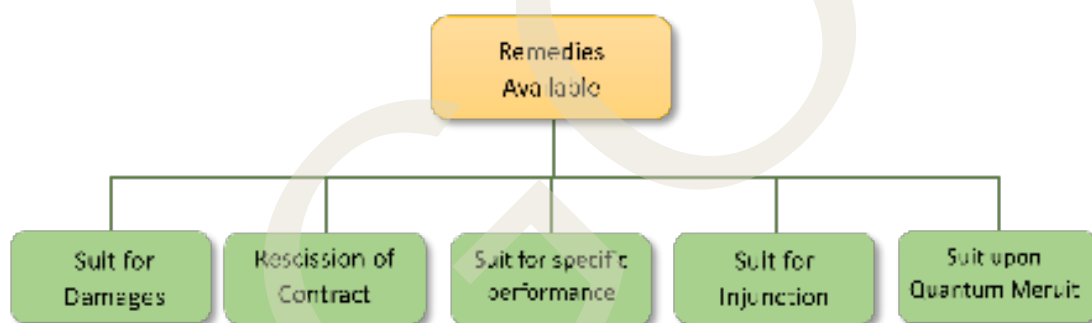 Remedies
Available
Suit for
Damages
Rescission of
Contract
Suit for specific
performance
Suit for
Injunction
Suit upon
Quantum Meruit